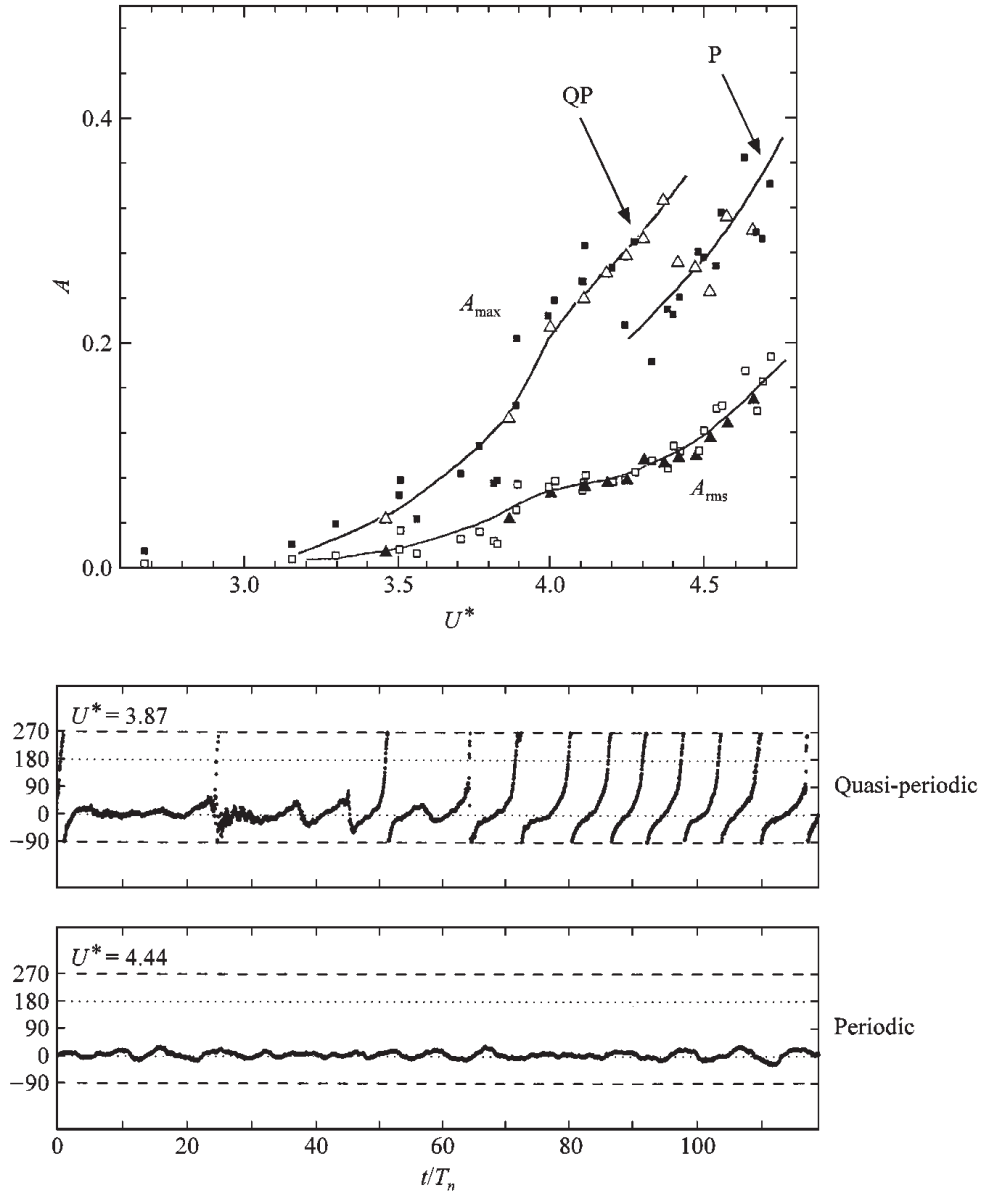 P
QP
0.4
A
A_max
0.2
A_rms
0.0
3.0 3.5 4.0 4.5
U*
U* = 3.87
270
180
90
0
−90
Quasi-periodic
U* = 4.44
270
180
90
0
−90
Periodic
0 20 40 60 80 100
t/T_n